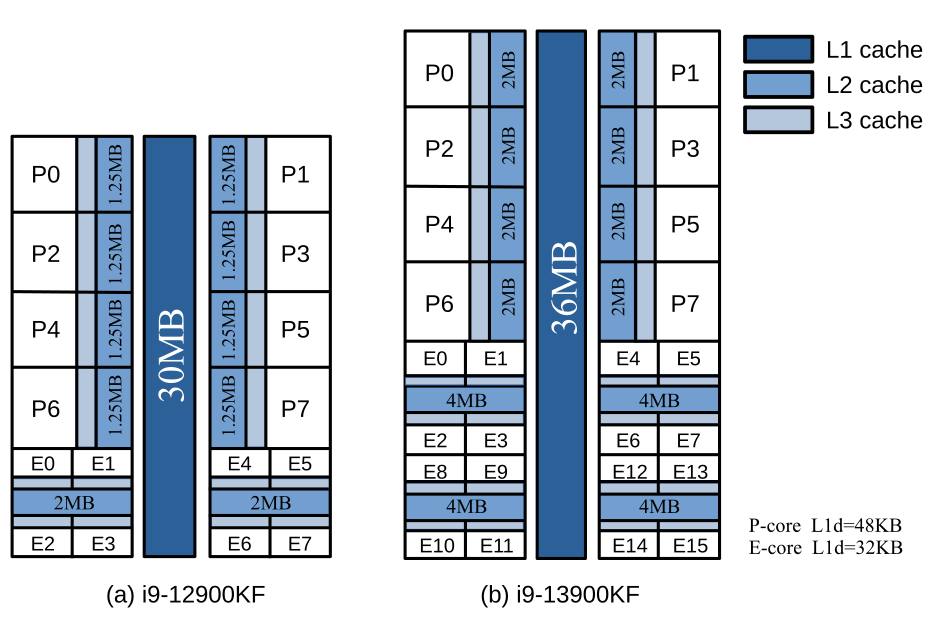 P0 1.25MB
P2 1.25MB
P4 1.25MB
P6 1.25MB
E0 E1
2MB
E2 E3
30MB
1.25MB P1
1.25MB P3
1.25MB P5
1.25MB P7
E4 E5
2MB
E6 E7
(a) i9-12900KF
P0 2MB
P2 2MB
P4 2MB
P6 2MB
E0 E1
4MB
E2 E3
E8 E9
4MB
E10 E11
36MB
2MB P1
2MB P3
2MB P5
2MB P7
E4 E5
4MB
E6 E7
E12 E13
4MB
E14 E15
(b) i9-13900KF
L1 cache
L2 cache
L3 cache
P-core L1d=48KB
E-core L1d=32KB